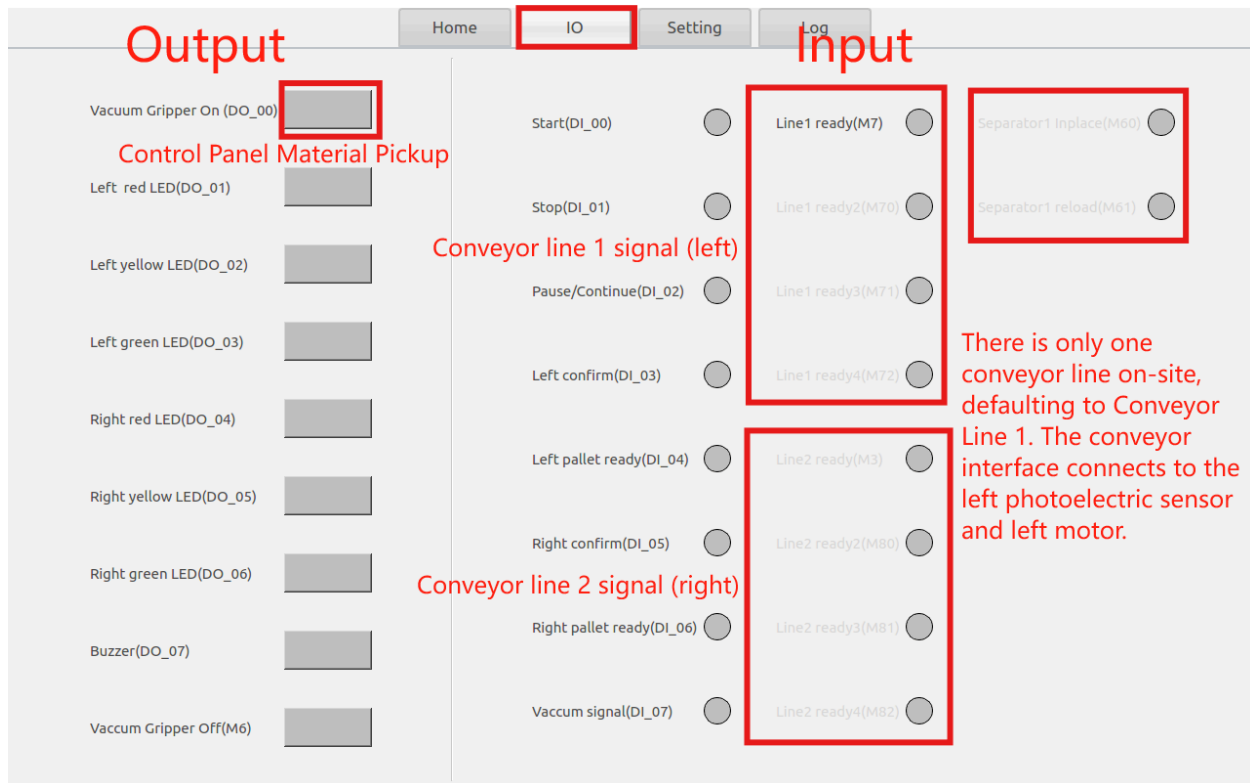 Home
IO
Setting
Log
Output
Input
Vacuum Gripper On (DO_00)
Control Panel Material Pickup
Left red LED(DO_01)
Left yellow LED(DO_02)
Left green LED(DO_03)
Right red LED(DO_04)
Right yellow LED(DO_05)
Right green LED(DO_06)
Buzzer(DO_07)
Vaccum Gripper Off(M6)
Start(DI_00)
Stop(DI_01)
Conveyor line 1 signal (left)
Pause/Continue(DI_02)
Left confirm(DI_03)
Left pallet ready(DI_04)
Right confirm(DI_05)
Conveyor line 2 signal (right)
Right pallet ready(DI_06)
Vaccum signal(DI_07)
Line1 ready(M7)
Line1 ready2(M70)
Line1 ready3(M71)
Line1 ready4(M72)
Line2 ready(M3)
Line2 ready2(M80)
Line2 ready3(M81)
Line2 ready4(M82)
Separator1 Inplace(M60)
Separator1 reload(M61)
There is only one
conveyor line on-site,
defaulting to Conveyor
Line 1. The conveyor
interface connects to the
left photoelectric sensor
and left motor.